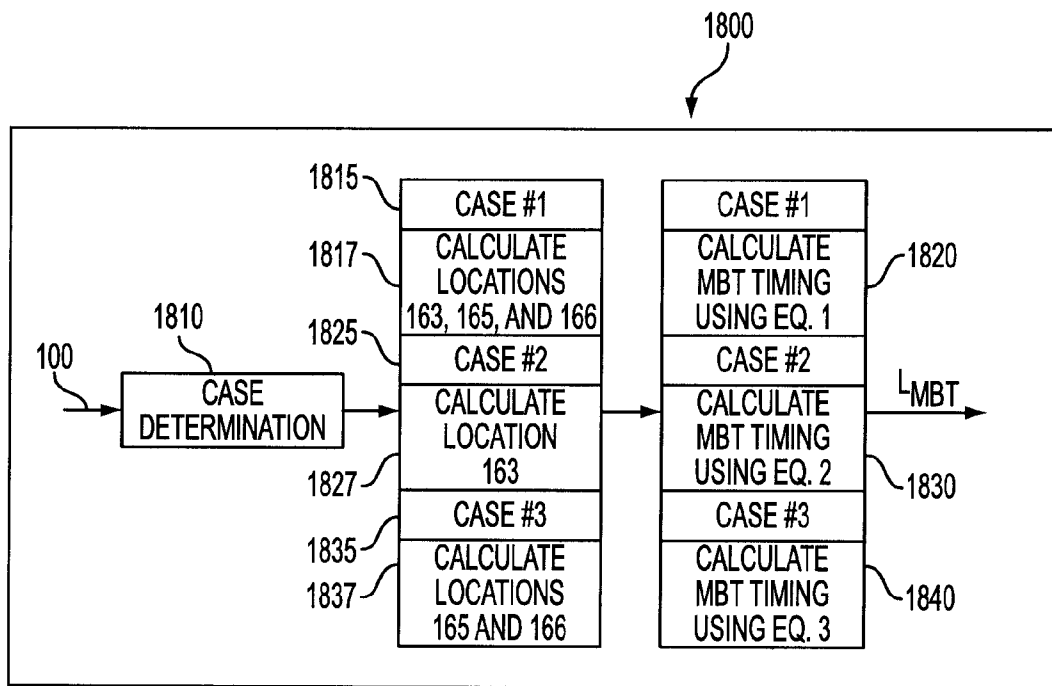 1800
1815
CASE #1
1817
CALCULATE
LOCATIONS
163, 165, AND 166
1825
CASE #2
1827
CALCULATE
LOCATION
163
1835
CASE #3
1837
CALCULATE
LOCATIONS
165 AND 166
100
1810
CASE
DETERMINATION
CASE #1
CALCULATE
MBT TIMING
USING EQ. 1
1820
CASE #2
CALCULATE
MBT TIMING
USING EQ. 2
1830
CASE #3
CALCULATE
MBT TIMING
USING EQ. 3
1840
LMBT